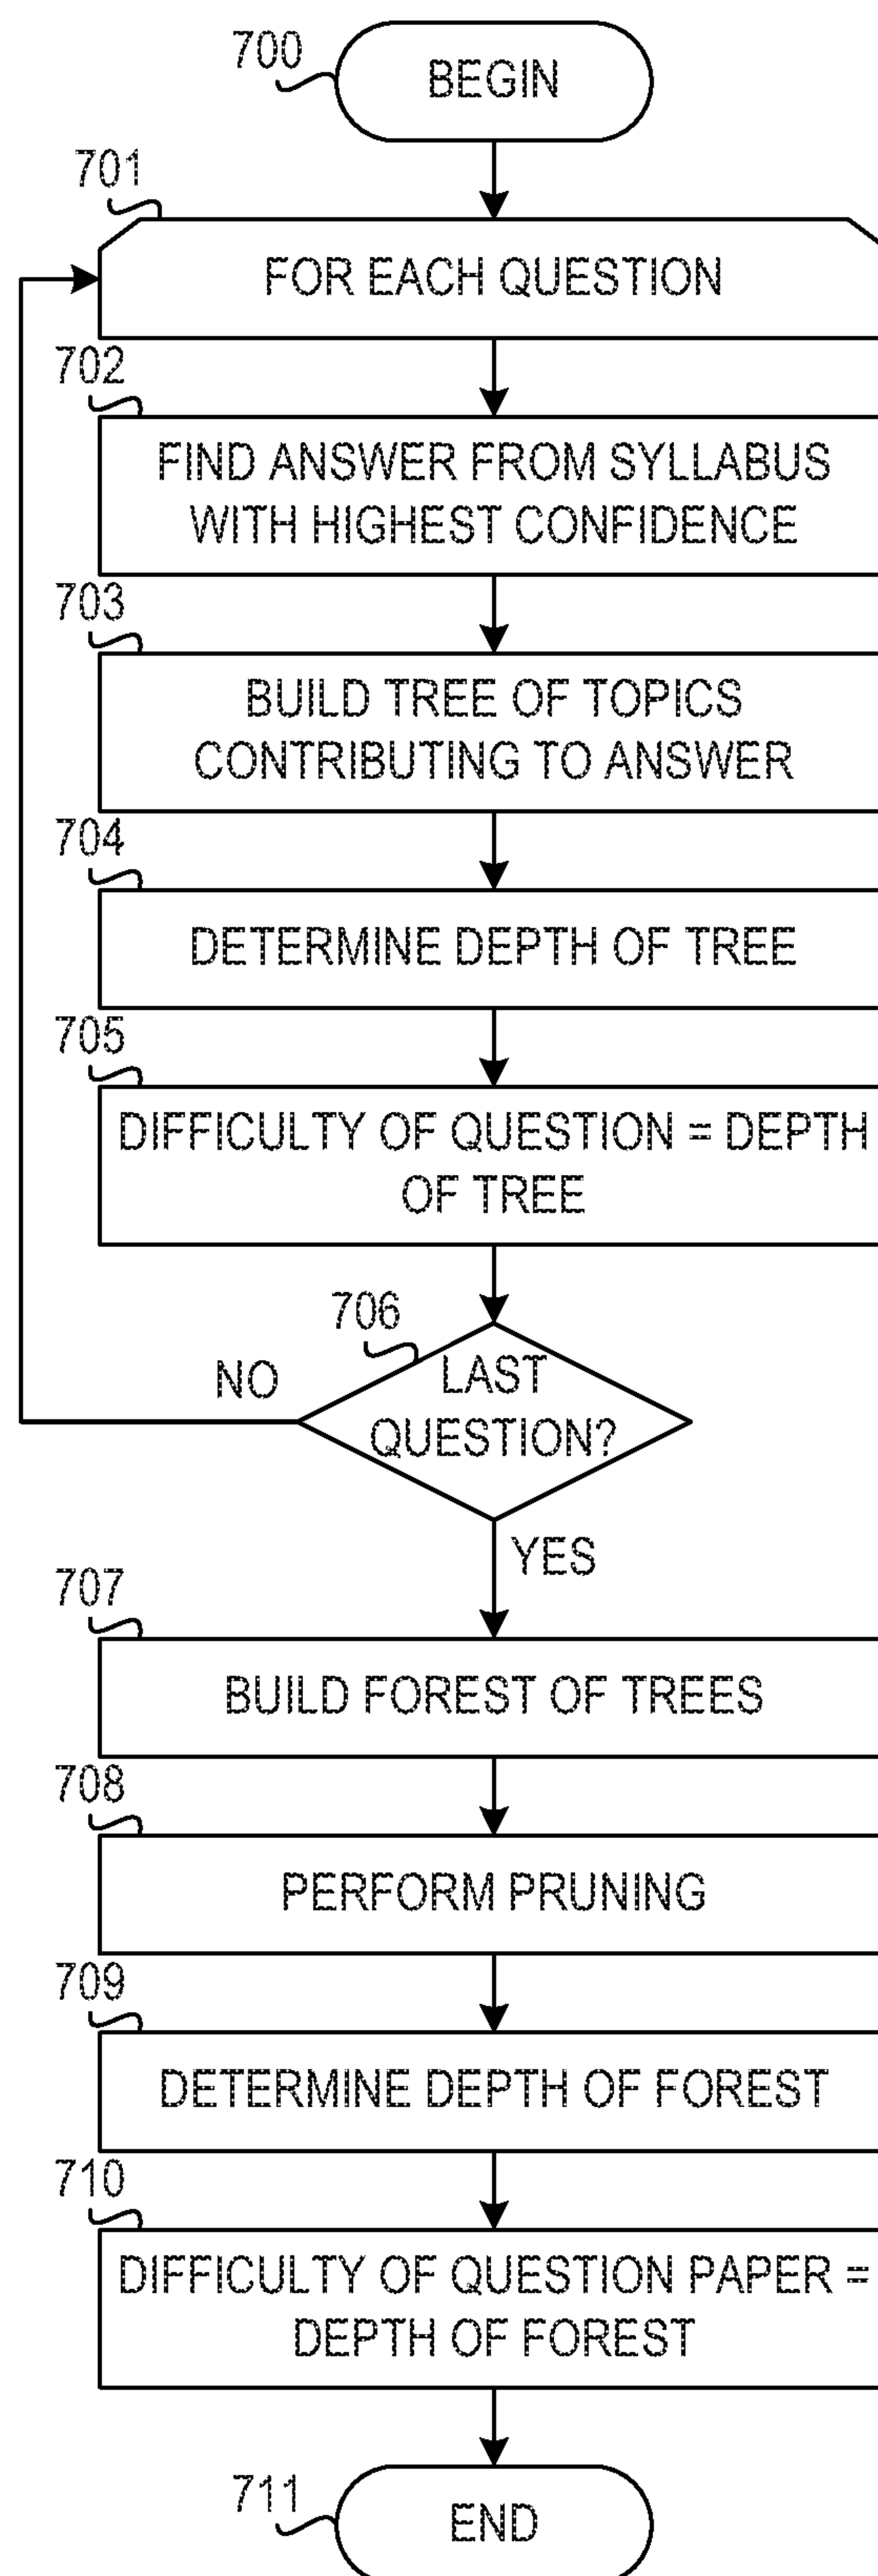 700
BEGIN
701
FOR EACH QUESTION
702
FIND ANSWER FROM SYLLABUS
WITH HIGHEST CONFIDENCE
703
BUILD TREE OF TOPICS
CONTRIBUTING TO ANSWER
704
DETERMINE DEPTH OF TREE
705
DIFFICULTY OF QUESTION = DEPTH
OF TREE
706
LAST
QUESTION?
NO
YES
707
BUILD FOREST OF TREES
708
PERFORM PRUNING
709
DETERMINE DEPTH OF FOREST
710
DIFFICULTY OF QUESTION PAPER =
DEPTH OF FOREST
711
END